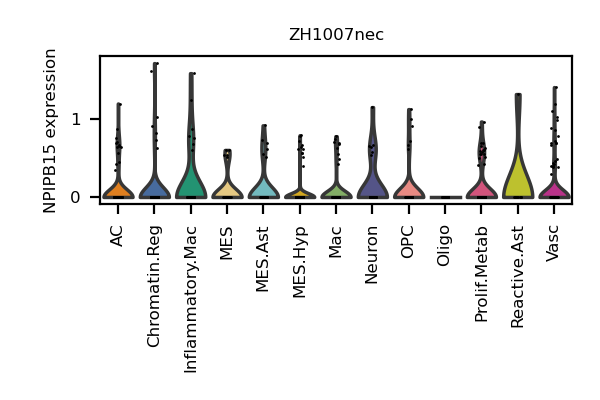 ZH1007nec
NPIPB15 expression
1
0
AC
Chromatin.Reg
Inflammatory.Mac
MES
MES.Ast
MES.Hyp
Mac
Neuron
OPC
Oligo
Prolif.Metab
Reactive.Ast
Vasc